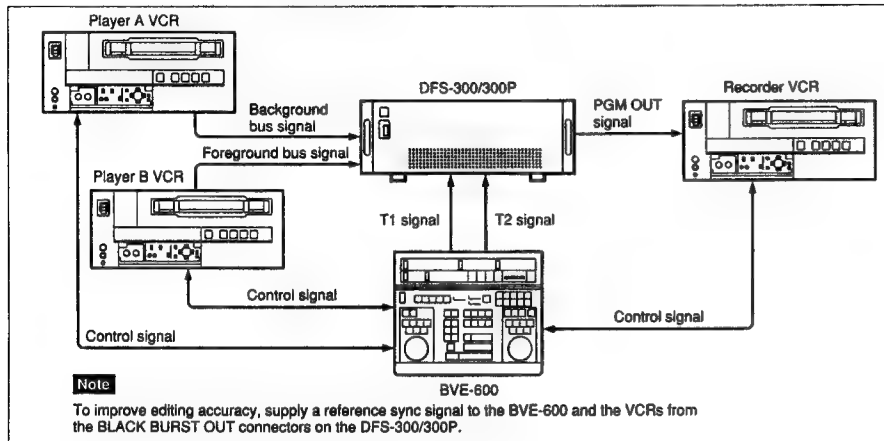 Player A VCR
DFS-300/300P
Recorder VCR
Background
bus signal
PGM OUT
signal
Foreground bus signal
Player B VCR
T1 signal
T2 signal
Control signal
Control signal
Control signal
BVE-600
Note
To improve editing accuracy, supply a reference sync signal to the BVE-600 and the VCRs from
the BLACK BURST OUT connectors on the DFS-300/300P.